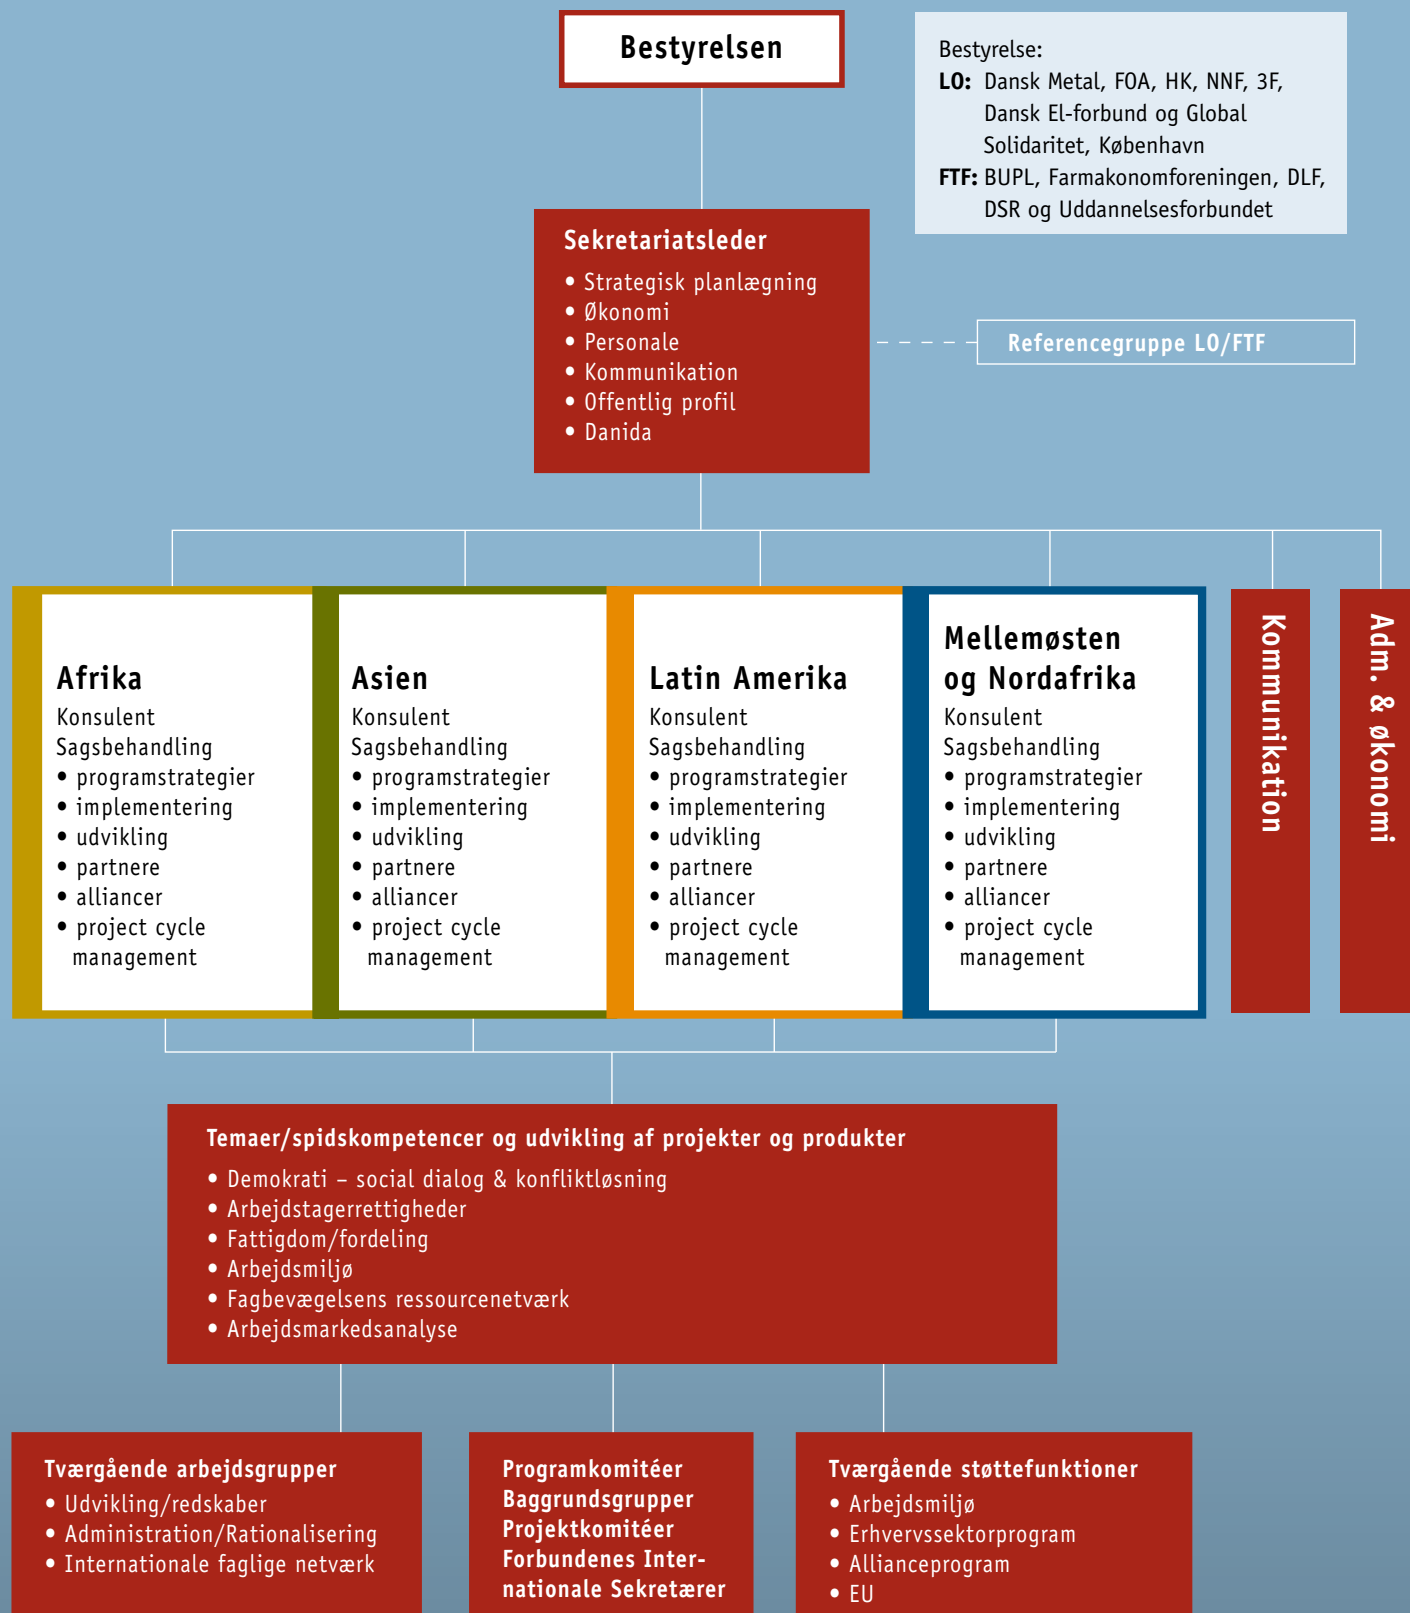 Bestyrelsen
Bestyrelse:
LO: Dansk Metal, FOA, HK, NNF, 3F,
Dansk El-forbund og Global
Solidaritet, København
FTF: BUPL, Farmakonomforeningen, DLF,
DSR og Uddannelsesforbundet
Sekretariatsleder
• Strategisk planlægning
• Økonomi
• Personale
• Kommunikation
• Offentlig profil
• Danida
Referencegruppe LO/FTF
Afrika
Konsulent
Sagsbehandling
• programstrategier
• implementering
• udvikling
• partnere
• alliancer
• project cycle
management
Asien
Konsulent
Sagsbehandling
• programstrategier
• implementering
• udvikling
• partnere
• alliancer
• project cycle
management
Latin Amerika
Konsulent
Sagsbehandling
• programstrategier
• implementering
• udvikling
• partnere
• alliancer
• project cycle
management
Mellemøsten
og Nordafrika
Konsulent
Sagsbehandling
• programstrategier
• implementering
• udvikling
• partnere
• alliancer
• project cycle
management
Kommunikation
Adm. & økonomi
Temaer/spidskompetencer og udvikling af projekter og produkter
• Demokrati – social dialog & konfliktløsning
• Arbejdstagerrettigheder
• Fattigdom/fordeling
• Arbejdsmiljø
• Fagbevægelsens ressourcenetværk
• Arbejdsmarkedsanalyse
Tværgående arbejdsgrupper
• Udvikling/redskaber
• Administration/Rationalisering
• Internationale faglige netværk
Programkomitéer
Baggrundsgrupper
Projektkomitéer
Forbundenes Inter-
nationale Sekretærer
Tværgående støttefunktioner
• Arbejdsmiljø
• Erhvervssektorprogram
• Allianceprogram
• EU